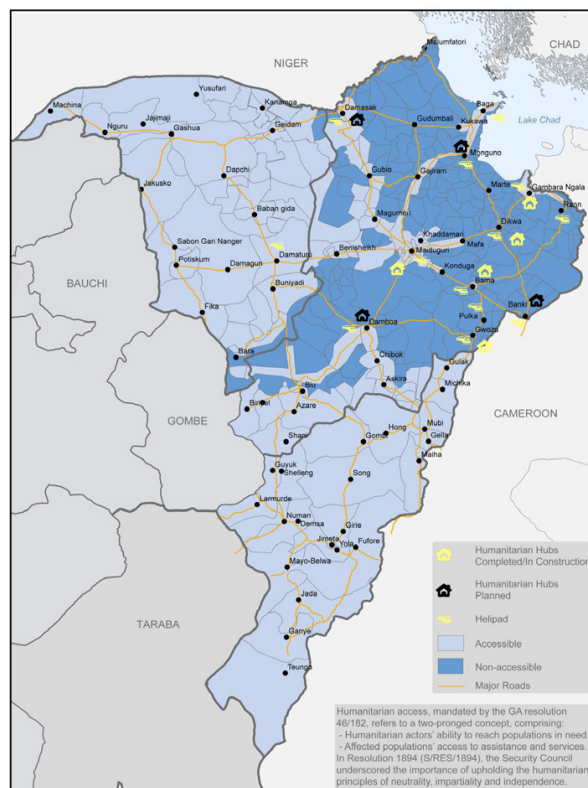 NIGER
CHAD
Malumfatori
Yusufari
Kanamga
Machina
Jajimaji
Nguru
Gashua
Geidam
Damasak
Gudumbali
Baga
Kukawa
Lake Chad
Monguno
Dapchi
Gubio
Gajiram
Jakusko
Marte
Gambara Ngala
Rann
Baban gida
Magumeri
Dikwa
Khaddamari
Mafa
Sabon Gari Nanger
Potiskum
Damaturu
Benisheikh
Maiduguri
Damagun
Konduga
Bama
BAUCHI
Buniyadi
Banki
Fika
Damboa
Pulka
Gwoza
Bara
Chibok
Gulak
Askira
Michika
Biu
CAMEROON
GOMBE
Azare
Mubi
Hong
Gella
Shani
Gombi
Maiha
Guyuk
Shelleng
Song
Larmurde
Numan
Demsa
Girie
Jimeta
Yola
Fufore
Mayo-Belwa
TARABA
Jada
Ganye
Teungo
Humanitarian Hubs
Completed/In Construction
Humanitarian Hubs
Planned
Helipad
Accessible
Non-accessible
Major Roads
Humanitarian access, mandated by the GA resolution
46/182, refers to a two-pronged concept, comprising:
- Humanitarian actors' ability to reach populations in need
- Affected populations' access to assistance and services.
In Resolution 1894 (S/RES/1894), the Security Council
underscored the importance of upholding the humanitarian
principles of neutrality, impartiality and independence.